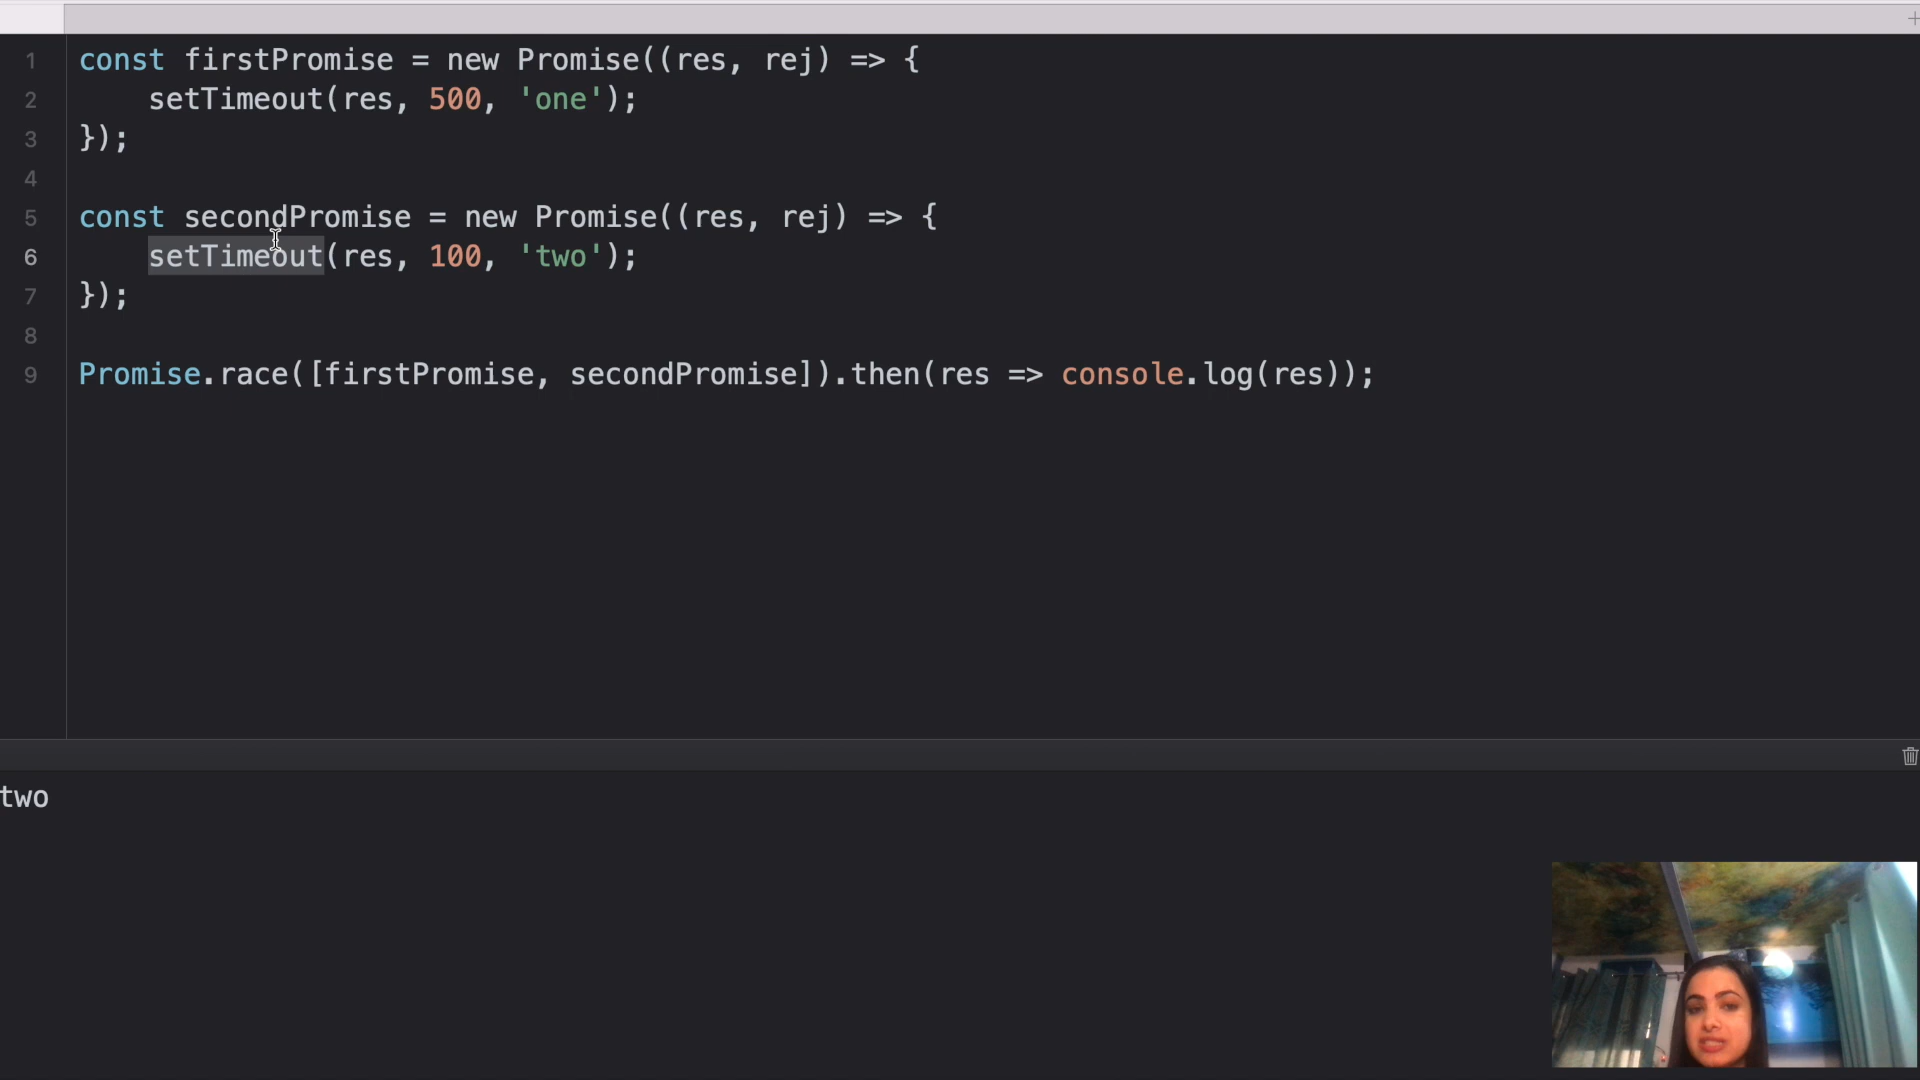 1 const firstPromise = new Promise((res, rej) => {
2 setTimeout(res, 500, 'one');
3 });
4
5 const secondPromise = new Promise((res, rej) => {
6 setTimeout(res, 100, 'two');
7 });
8
9 Promise.race([firstPromise, secondPromise]).then(res => console.log(res));
two